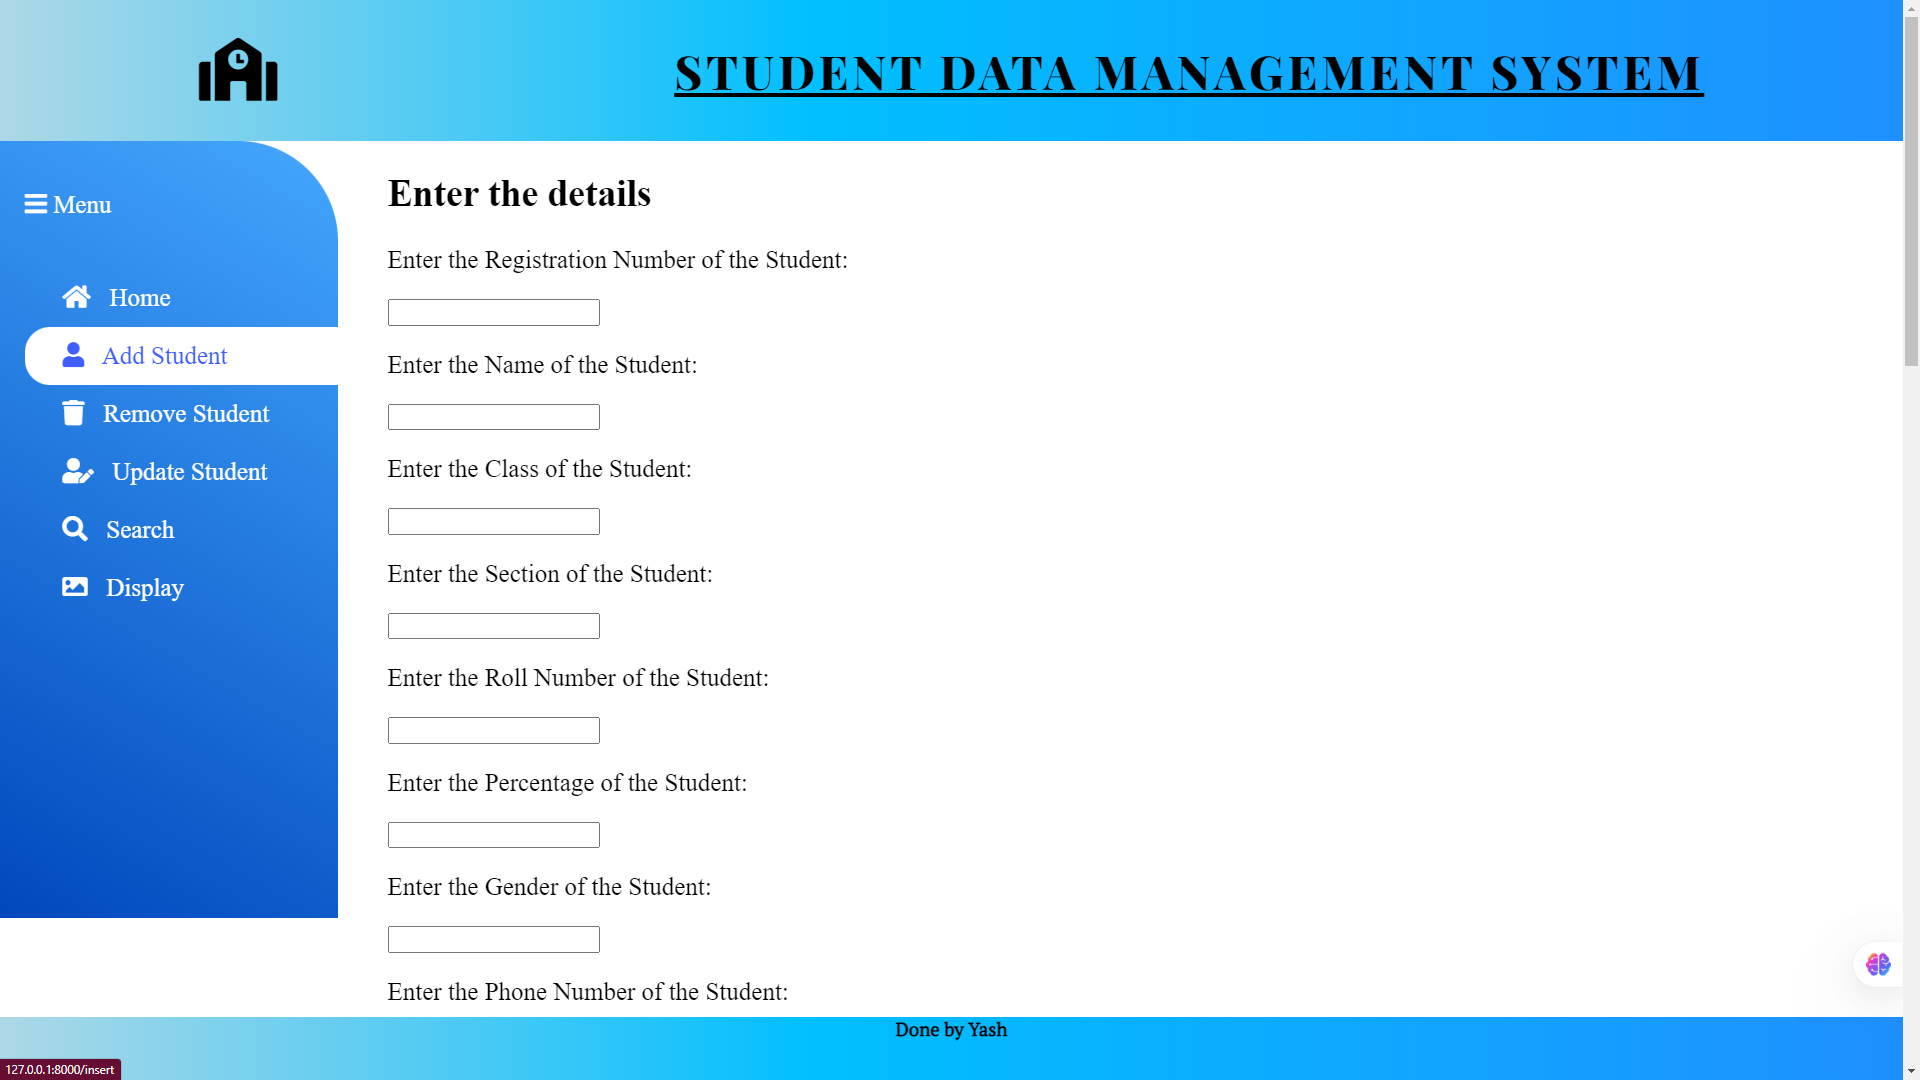 STUDENT DATA MANAGEMENT SYSTEM
Menu
Home
Add Student
Remove Student
Update Student
Search
Display
Enter the details
Enter the Registration Number of the Student:
Enter the Name of the Student:
Enter the Class of the Student:
Enter the Section of the Student:
Enter the Roll Number of the Student:
Enter the Percentage of the Student:
Enter the Gender of the Student:
Enter the Phone Number of the Student:
Done by Yash
127.0.0.1:8000/insert